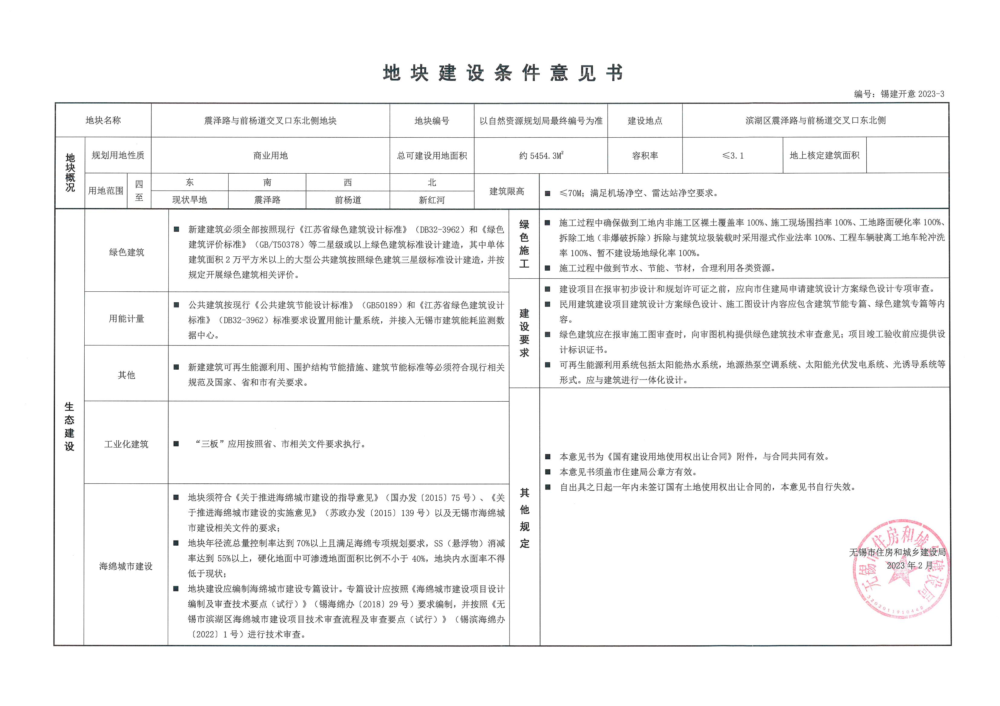 地块建设条件意见书
编号：锡建开意 2023-3
地块名称
震泽路与前杨道交叉口东北侧地块
地块编号
以自然资源规划局最终编号为准
建设地点
滨湖区震泽路与前杨道交叉口东北侧
地块概况
规划用地性质
商业用地
总可建设用地面积
约 5454.3M²
容积率
≤3.1
地上核定建筑面积
用地范围
四至
东
南
西
北
现状旱地
震泽路
前杨道
新红河
建筑限高
■ ≤70M；满足机场净空、雷达站净空要求。
生态建设
绿色建筑
■ 新建建筑必须全部按照现行《江苏省绿色建筑设计标准》（DB32-3962）和《绿色
建筑评价标准》（GB/T50378）等二星级或以上绿色建筑标准设计建造，其中单体
建筑面积 2 万平方米以上的大型公共建筑按照绿色建筑三星级标准设计建造，并按
规定开展绿色建筑相关评价。
用能计量
■ 公共建筑按现行《公共建筑节能设计标准》（GB50189）和《江苏省绿色建筑设计
标准》（DB32-3962）标准要求设置用能计量系统，并接入无锡市建筑能耗监测数
据中心。
其他
■ 新建建筑可再生能源利用、围护结构节能措施、建筑节能标准等必须符合现行相关
规范及国家、省和市有关要求。
工业化建筑
■ “三板”应用按照省、市相关文件要求执行。
海绵城市建设
■ 地块须符合《关于推进海绵城市建设的指导意见》（国办发〔2015〕75 号）、《关
于推进海绵城市建设的实施意见》（苏政办发〔2015〕139 号）以及无锡市海绵城
市建设相关文件的要求；
■ 地块年径流总量控制率达到 70%以上且满足海绵专项规划要求，SS（悬浮物）消减
率达到 55%以上，硬化地面中可渗透地面面积比例不小于 40%，地块内水面率不得
低于现状；
■ 地块建设应编制海绵城市建设专篇设计。专篇设计应按照《海绵城市建设项目设计
编制及审查技术要点（试行）》（锡海绵办〔2018〕29 号）要求编制，并按照《无
锡市滨湖区海绵城市建设项目技术审查流程及审查要点（试行）》（锡滨海绵办
〔2022〕1 号）进行技术审查。
绿色施工
■ 施工过程中确保做到工地内非施工区裸土覆盖率 100%、施工现场围挡率 100%、工地路面硬化率 100%、
拆除工地（非爆破拆除）拆除与建筑垃圾装载时采用湿式作业法率 100%、工程车辆驶离工地车轮冲洗
率 100%、暂不建设场地绿化率 100%。
■ 施工过程中做到节水、节能、节材，合理利用各类资源。
建设要求
■ 建设项目在报审初步设计和规划许可证之前，应向市住建局申请建筑设计方案绿色设计专项审查。
■ 民用建筑建设项目建筑设计方案绿色设计、施工图设计内容应包含建筑节能专篇、绿色建筑专篇等内
容。
■ 绿色建筑应在报审施工图审查时，向审图机构提供绿色建筑技术审查意见；项目竣工验收前应提供设
计标识证书。
■ 可再生能源利用系统包括太阳能热水系统，地源热泵空调系统、太阳能光伏发电系统、光诱导系统等
形式。应与建筑进行一体化设计。
其他规定
■ 本意见书为《国有建设用地使用权出让合同》附件，与合同共同有效。
■ 本意见书须盖市住建局公章方有效。
■ 自出具之日起一年内未签订国有土地使用权出让合同的，本意见书自行失效。
无锡市住房和城乡建设局
2023 年 2 月
无锡市住房和城乡建设局
3202011910448